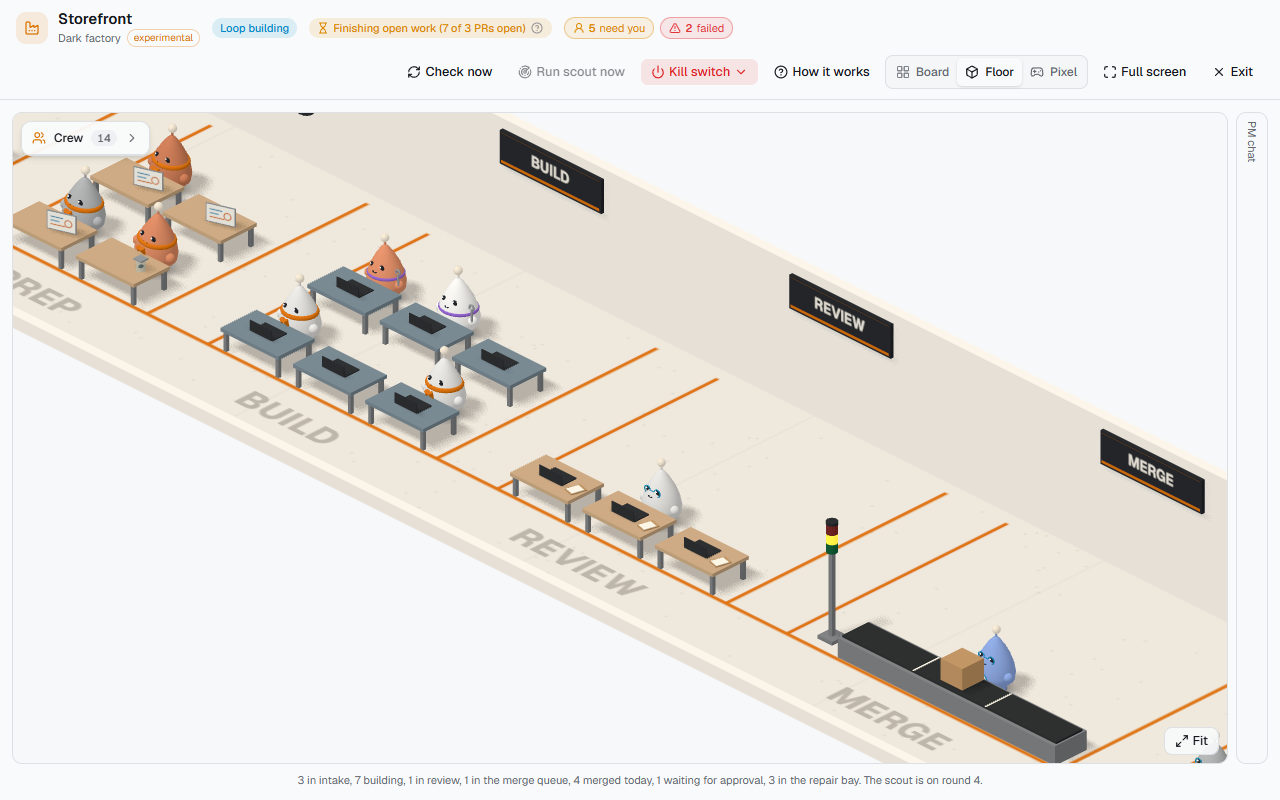 Storefront
Dark factory experimental
Loop building
Finishing open work (7 of 3 PRs open)
5 need you
2 failed
Check now
Run scout now
Kill switch
How it works
Board
Floor
Pixel
Full screen
Exit
Crew 14
PM chat
BUILD
REVIEW
MERGE
PREP
BUILD
REVIEW
MERGE
Fit
3 in intake, 7 building, 1 in review, 1 in the merge queue, 4 merged today, 1 waiting for approval, 3 in the repair bay. The scout is on round 4.